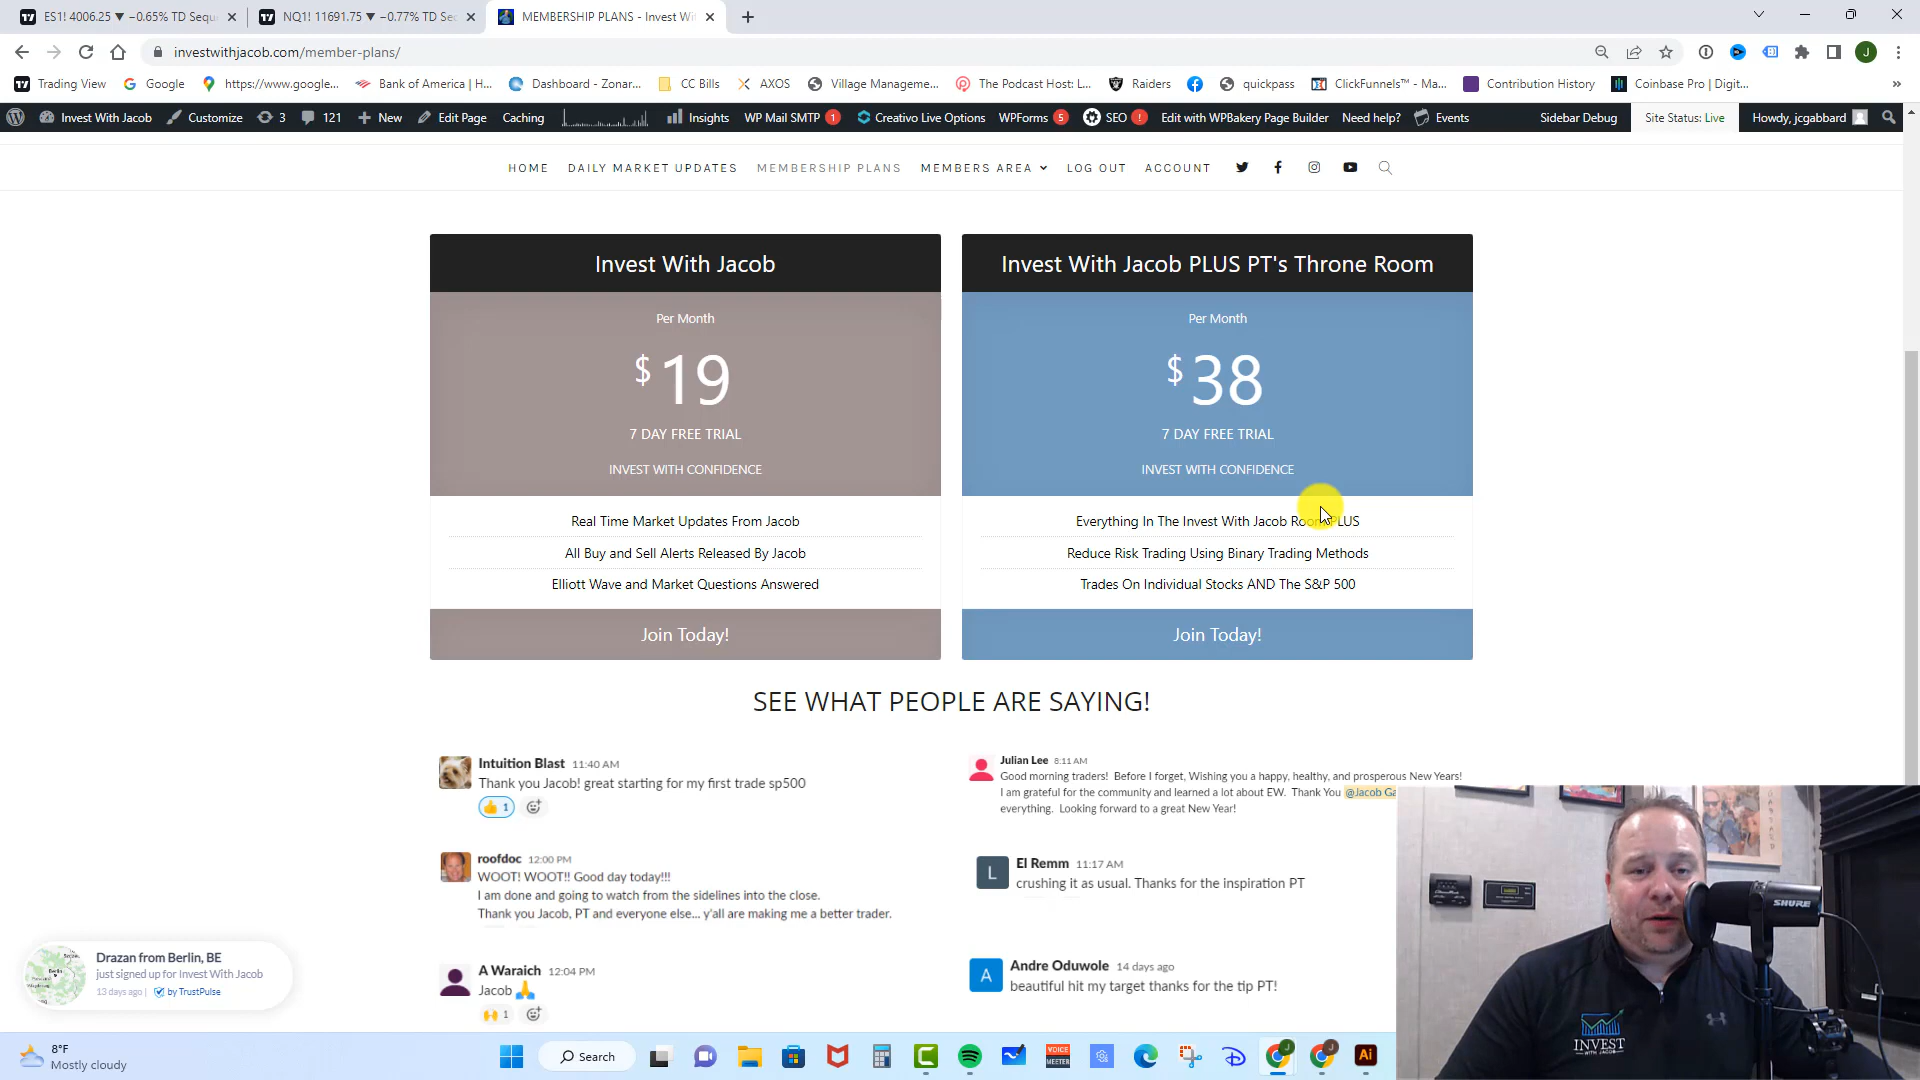 ES1! 4006.25 ▼ −0.65% TD Sequ
NQ1! 11691.75 ▼ −0.77% TD Se
MEMBERSHIP PLANS - Invest Wi
investwithjacob.com/member-plans/
Trading View
Google
https://www.google...
Bank of America | H...
Dashboard - Zonar...
CC Bills
AXOS
Village Manageme...
The Podcast Host: L...
Raiders
quickpass
ClickFunnels™ - Ma...
Contribution History
Coinbase Pro | Digit...
Invest With Jacob
Customize
3
121
New
Edit Page
Caching
Insights
WP Mail SMTP 1
Creativo Live Options
WPForms 5
SEO !
Edit with WPBakery Page Builder
Need help?
Events
Sidebar Debug
Site Status: Live
Howdy, jcgabbard
HOME
DAILY MARKET UPDATES
MEMBERSHIP PLANS
MEMBERS AREA
LOG OUT
ACCOUNT
Invest With Jacob
Per Month
$19
7 DAY FREE TRIAL
INVEST WITH CONFIDENCE
Real Time Market Updates From Jacob
All Buy and Sell Alerts Released By Jacob
Elliott Wave and Market Questions Answered
Join Today!
Invest With Jacob PLUS PT's Throne Room
Per Month
$38
7 DAY FREE TRIAL
INVEST WITH CONFIDENCE
Everything In The Invest With Jacob Room PLUS
Reduce Risk Trading Using Binary Trading Methods
Trades On Individual Stocks AND The S&P 500
Join Today!
SEE WHAT PEOPLE ARE SAYING!
Intuition Blast 11:40 AM
Thank you Jacob! great starting for my first trade sp500
👍 1
roofdoc 12:00 PM
WOOT! WOOT!! Good day today!!!
I am done and going to watch from the sidelines into the close.
Thank you Jacob, PT and everyone else... y'all are making me a better trader.
A Waraich 12:04 PM
Jacob 🙏
🙌 1
Julian Lee 8:11 AM
Good morning traders! Before I forget, Wishing you a happy, healthy, and prosperous New Years!
I am grateful for the community and learned a lot about EW. Thank You @Jacob Ga
everything. Looking forward to a great New Year!
L
El Remm 11:17 AM
crushing it as usual. Thanks for the inspiration PT
A
Andre Oduwole 14 days ago
beautiful hit my target thanks for the tip PT!
Berlin
Drazan from Berlin, BE
just signed up for Invest With Jacob
13 days ago | by TrustPulse
SHURE
INVEST
WITH JACOB
8°F
Mostly cloudy
Search
VOICE
MEETER
Ai